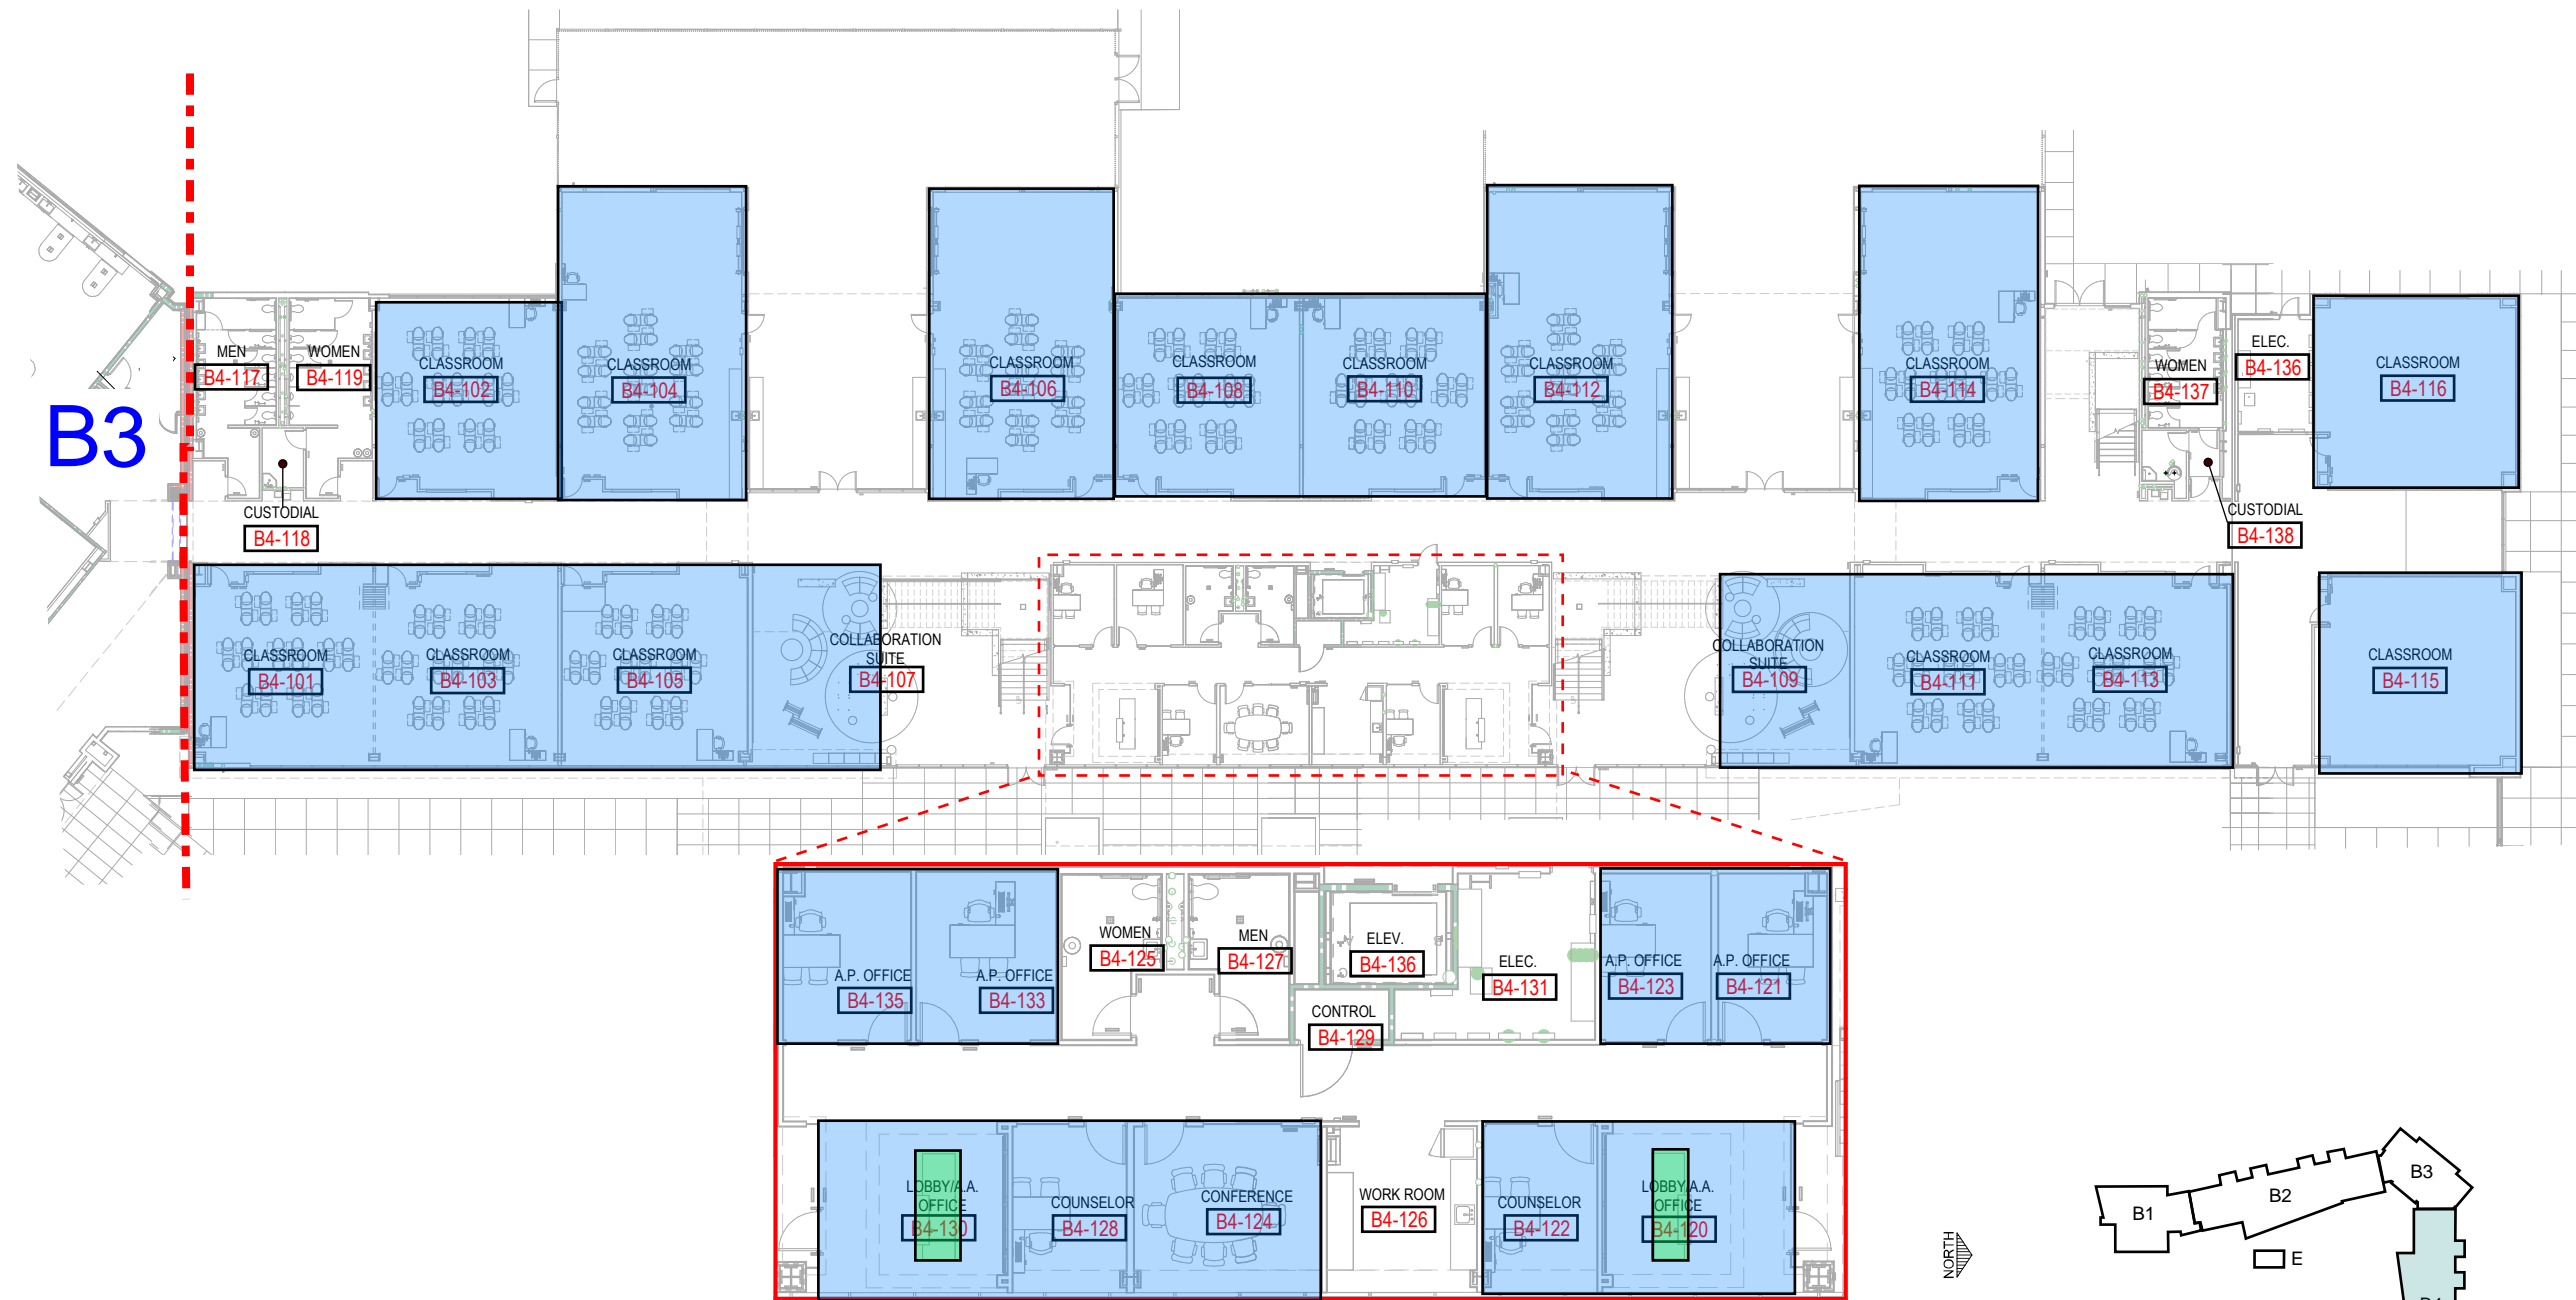 B3
MEN
B4-117
WOMEN
B4-119
CLASSROOM
B4-102
CLASSROOM
B4-104
CLASSROOM
B4-106
CLASSROOM
B4-108
CLASSROOM
B4-110
CLASSROOM
B4-112
CLASSROOM
B4-114
WOMEN
B4-137
ELEC.
B4-136
CLASSROOM
B4-116
CUSTODIAL
B4-118
CUSTODIAL
B4-138
CLASSROOM
B4-101
CLASSROOM
B4-103
CLASSROOM
B4-105
COLLABORATION
SUITE
B4-107
COLLABORATION
SUITE
B4-109
CLASSROOM
B4-111
CLASSROOM
B4-113
CLASSROOM
B4-115
A.P. OFFICE
B4-135
A.P. OFFICE
B4-133
WOMEN
B4-125
MEN
B4-127
ELEV.
B4-136
CONTROL
B4-129
ELEC.
B4-131
A.P. OFFICE
B4-123
A.P. OFFICE
B4-121
LOBBY/A.A.
OFFICE
B4-130
COUNSELOR
B4-128
CONFERENCE
B4-124
WORK ROOM
B4-126
COUNSELOR
B4-122
LOBBY/A.A.
OFFICE
B4-120
NORTH
B1
B2
B3
E